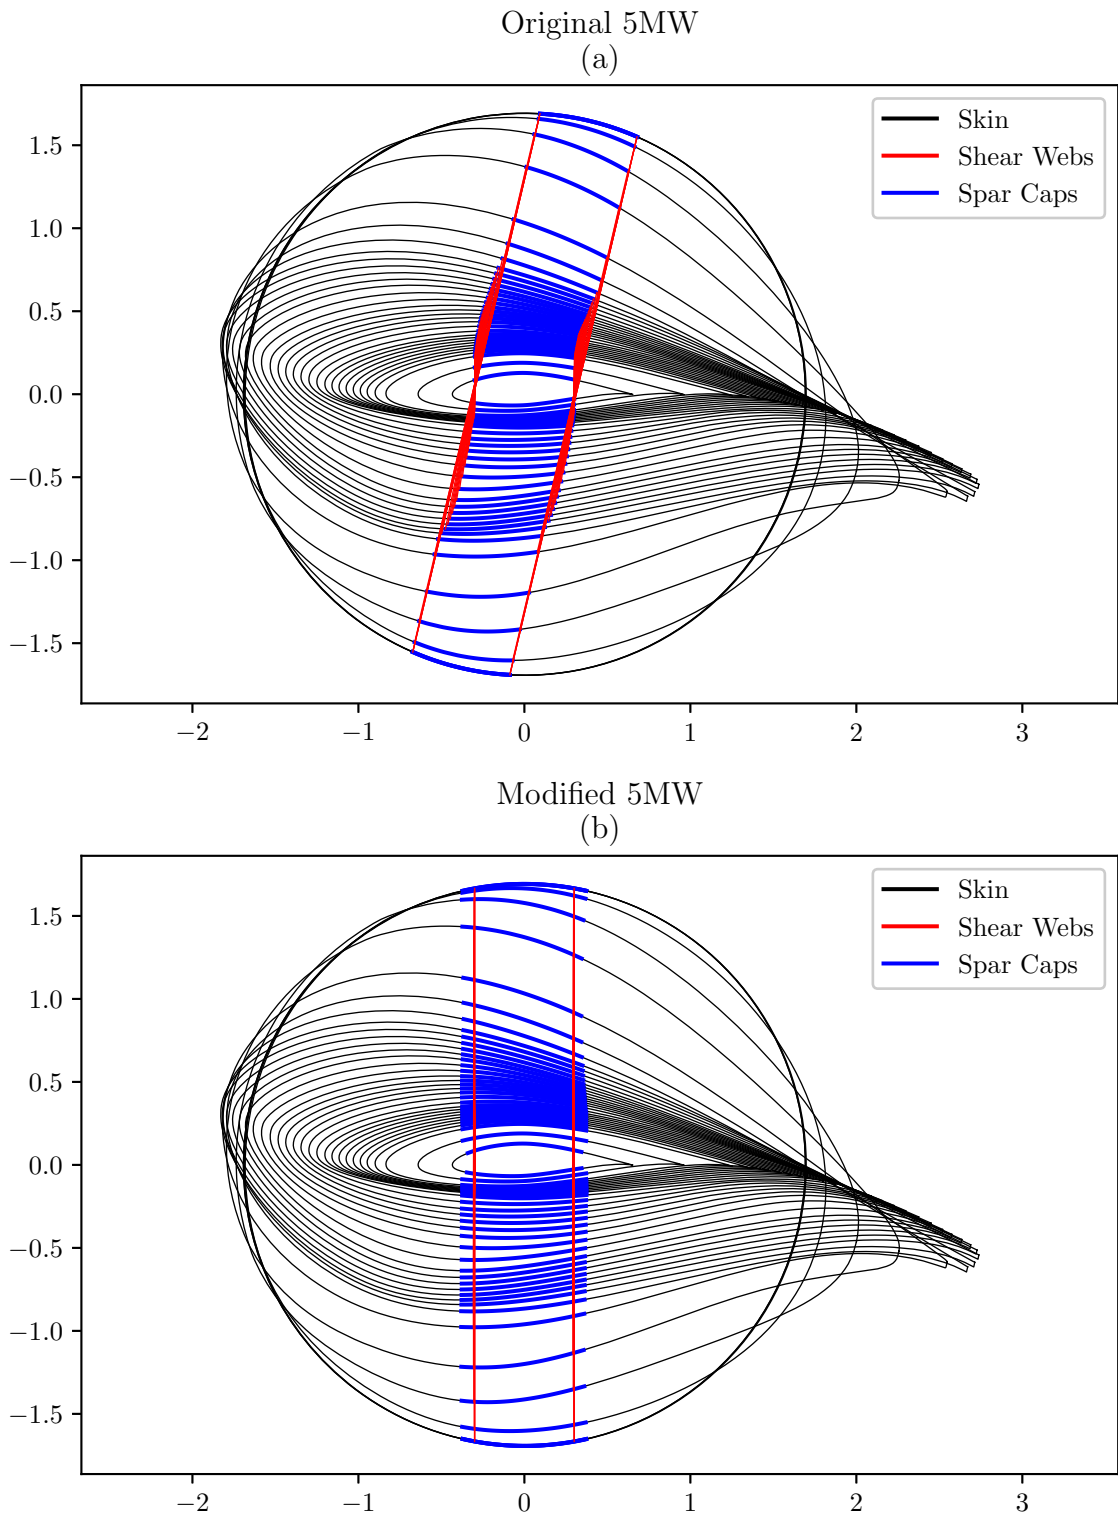 Original 5MW
(a)
Skin
Shear Webs
Spar Caps
1.5
1.0
0.5
0.0
−0.5
−1.0
−1.5
−2 −1 0 1 2 3
Modified 5MW
(b)
Skin
Shear Webs
Spar Caps
1.5
1.0
0.5
0.0
−0.5
−1.0
−1.5
−2 −1 0 1 2 3